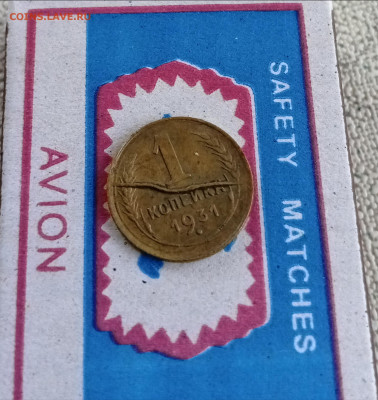 COINS.LAVE.RU
1
КОПЕЙКА
1931
SAFETY MATCHES
AVION